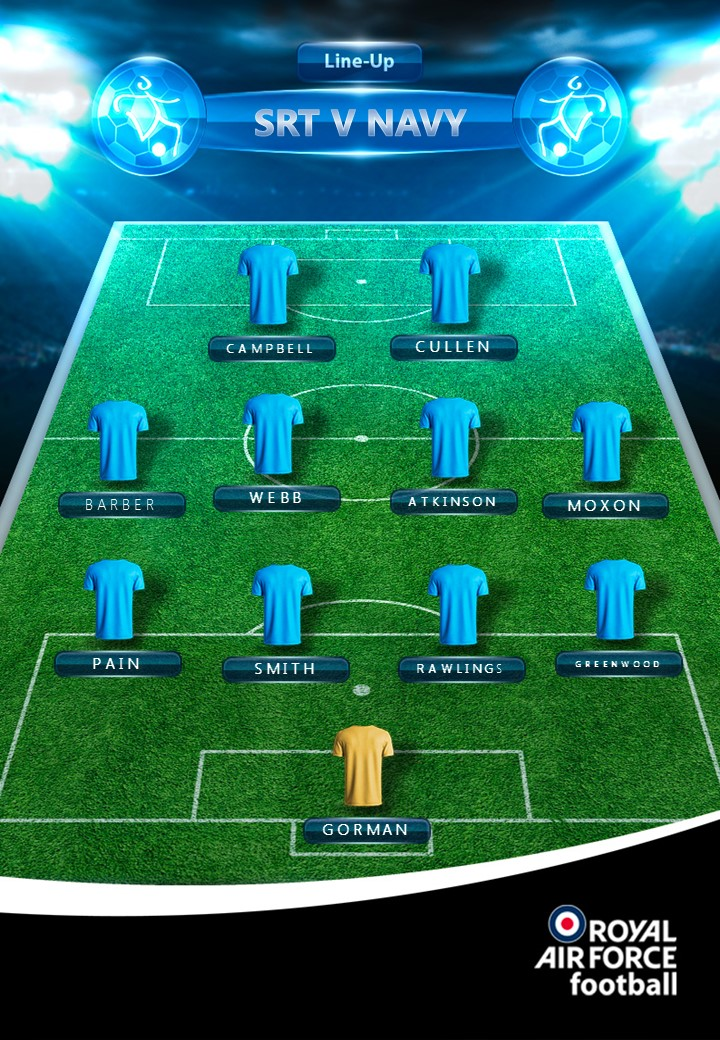 Line-Up
SRT V NAVY
CAMPBELL
CULLEN
BARBER
WEBB
ATKINSON
MOXON
PAIN
SMITH
RAWLINGS
GREENWOOD
GORMAN
ROYAL
AIR FORCE
football